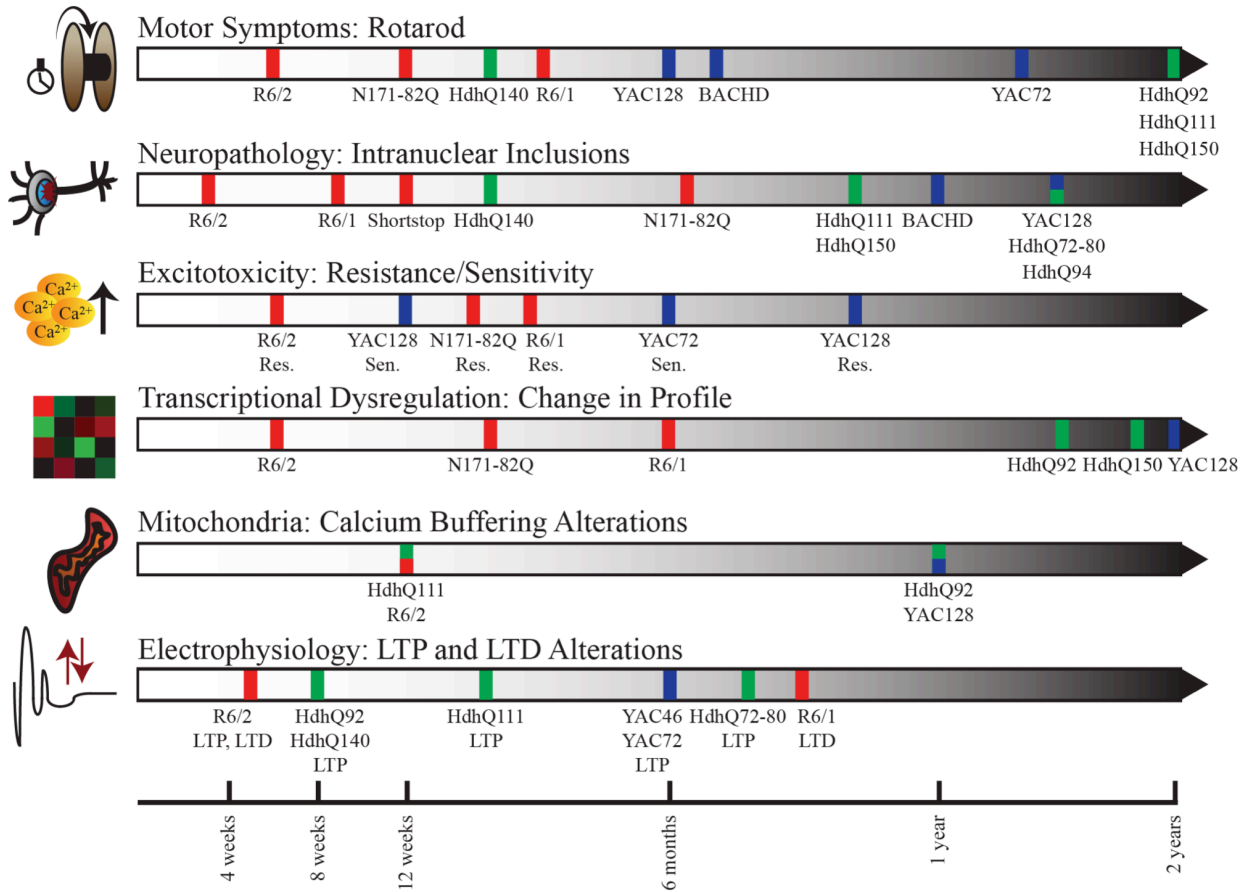 Motor Symptoms: Rotarod
R6/2 N171-82Q HdhQ140 R6/1 YAC128 BACHD YAC72 HdhQ92
HdhQ111
HdhQ150
Neuropathology: Intranuclear Inclusions
R6/2 R6/1 Shortstop HdhQ140 N171-82Q HdhQ111 BACHD YAC128
HdhQ150 HdhQ72-80
HdhQ94
Excitotoxicity: Resistance/Sensitivity
Ca2+
Ca2+ Ca2+
Ca2+
R6/2 YAC128 N171-82Q R6/1 YAC72 YAC128
Res. Sen. Res. Res. Sen. Res.
Transcriptional Dysregulation: Change in Profile
R6/2 N171-82Q R6/1 HdhQ92 HdhQ150 YAC128
Mitochondria: Calcium Buffering Alterations
HdhQ111 HdhQ92
R6/2 YAC128
Electrophysiology: LTP and LTD Alterations
R6/2 HdhQ92 HdhQ111 YAC46 HdhQ72-80 R6/1
LTP, LTD HdhQ140 LTP YAC72 LTP LTD
LTP LTP
4 weeks 8 weeks 12 weeks 6 months 1 year 2 years